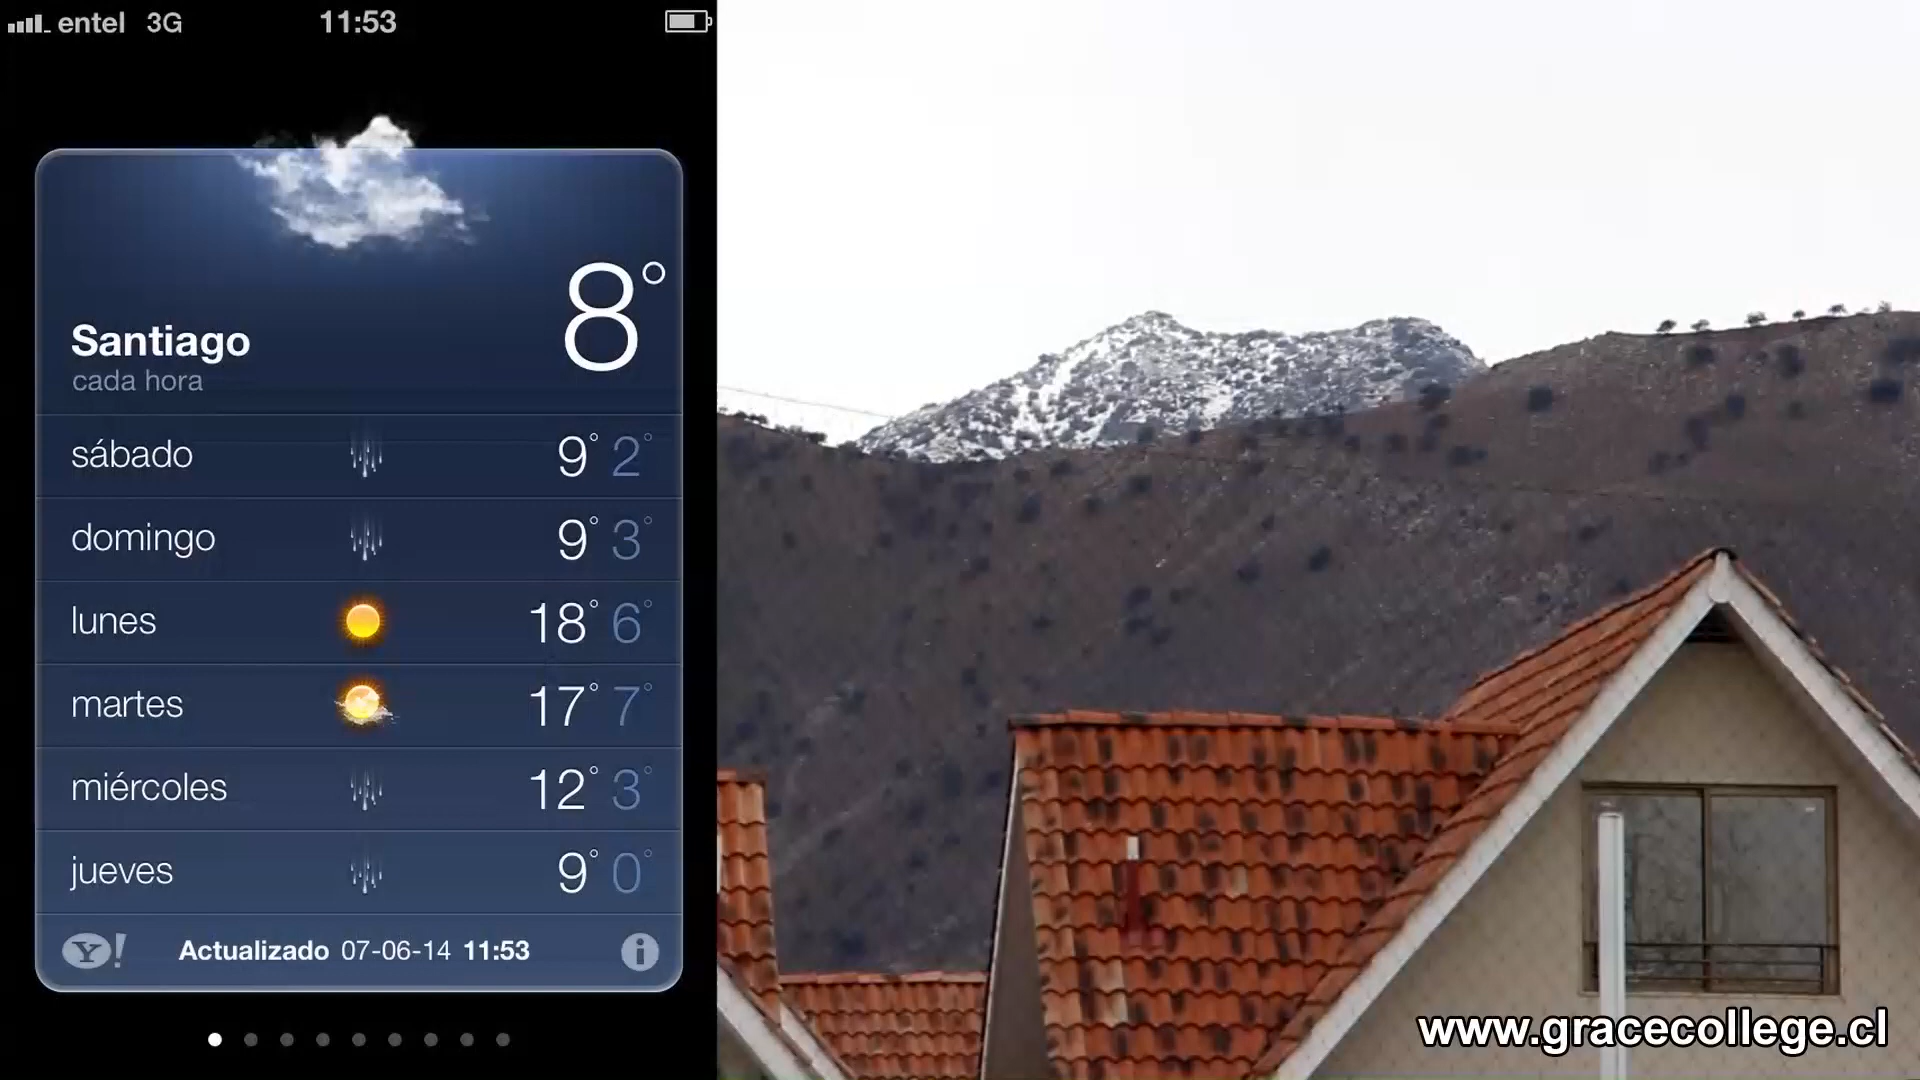 entel 3G 11:53
8°
Santiago
cada hora
sábado 9° 2°
domingo 9° 3°
lunes 18° 6°
martes 17° 7°
miércoles 12° 3°
jueves 9° 0°
Y! Actualizado 07-06-14 11:53 i
www.gracecollege.cl